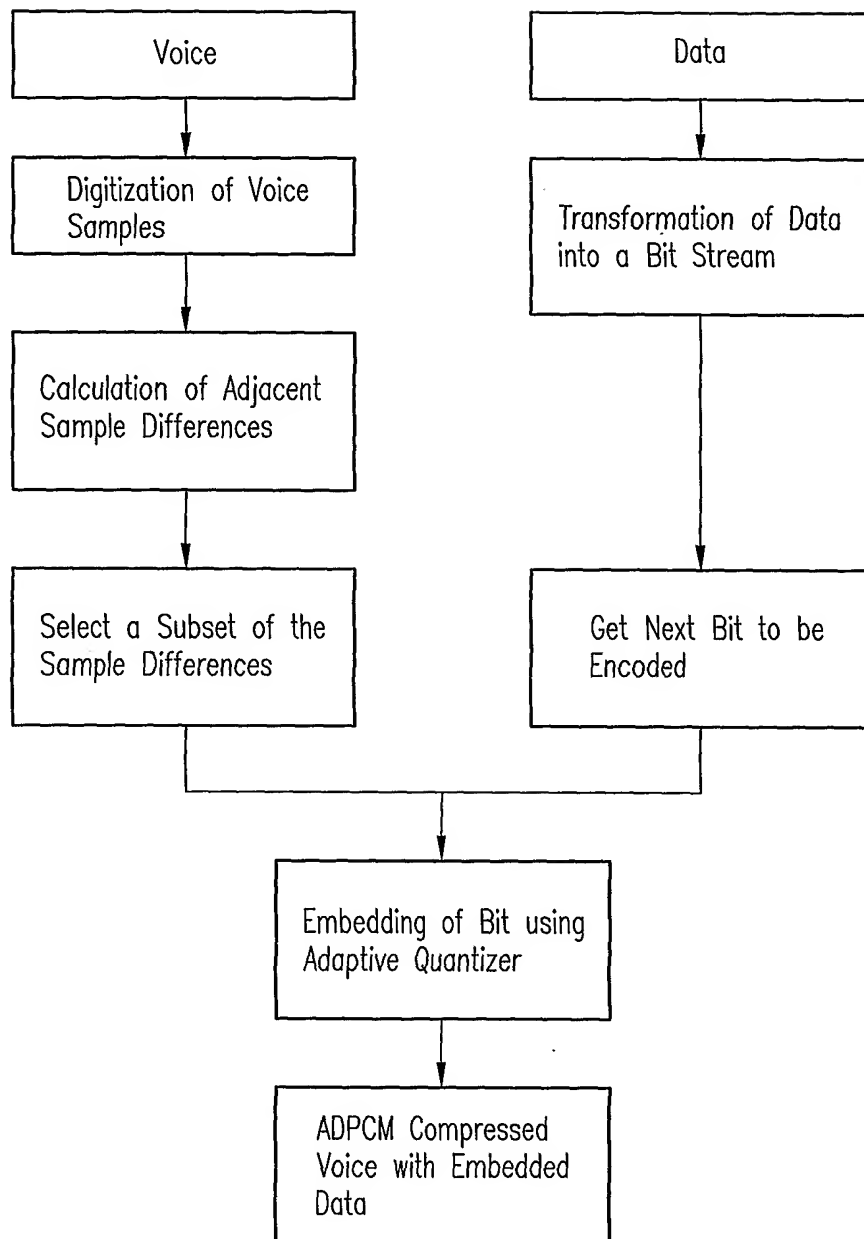 Voice
Data
Digitization of Voice
Samples
Transformation of Data
into a Bit Stream
Calculation of Adjacent
Sample Differences
Select a Subset of the
Sample Differences
Get Next Bit to be
Encoded
Embedding of Bit using
Adaptive Quantizer
ADPCM Compressed
Voice with Embedded
Data